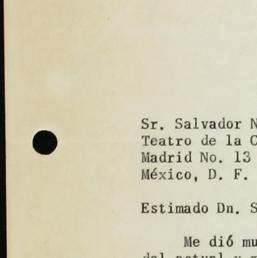 Sr. Salvador N
Teatro de la C
Madrid No. 13
México, D. F.
Estimado Dn. S
Me dió mu
del actual y